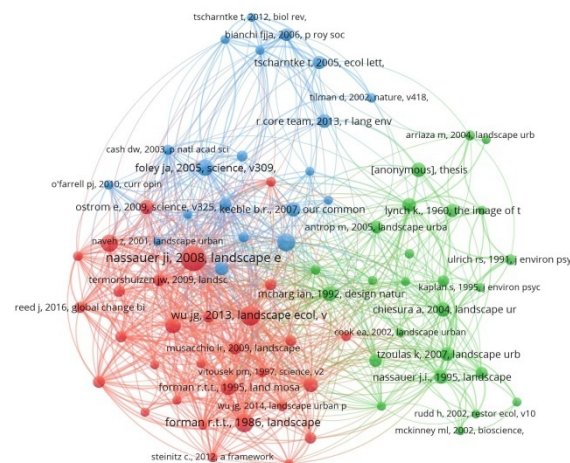 tscharntke t, 2012, biol rev,
bianchi fjja, 2006, p roy soc
tscharntke t, 2005, ecol lett,
tilman d, 2002, nature, v418,
r core team, 2013, r lang env
arriaza m, 2004, landscape urb
cash dw, 2003, p natl acad sci
foley ja, 2005, science, v309,
[anonymous], thesis
o'farrell pj, 2010, curr opin
ostrom e, 2009, science, v325,
keeble b.r., 2007, our common
lynch k., 1960, the image of t
antrop m, 2005, landscape urba
naveh z, 2001, landscape urban
nassauer ji, 2008, landscape e
ulrich rs, 1991, j environ psy
termorshuizen jw, 2009, landsc
kaplan s, 1995, j environ psyc
mcharg ian, 1992, design natur
reed j, 2016, global change bi
chiesura a, 2004, landscape ur
wu jg, 2013, landscape ecol, v
cook ea, 2002, landscape urban
musacchio lr, 2009, landscape
tzoulas k, 2007, landscape urb
vitousek pm, 1997, science, v2
nassauer j.i., 1995, landscape
forman r.t.t., 1995, land mosa
wu jg, 2014, landscape urban p
rudd h, 2002, restor ecol, v10
forman r.t.t., 1986, landscape
mckinney ml, 2002, bioscience,
steinitz c., 2012, a framework